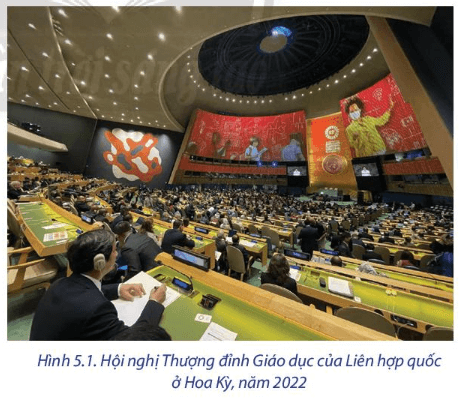 Hình 5.1. Hội nghị Thượng đỉnh Giáo dục của Liên hợp quốc
ở Hoa Kỳ, năm 2022